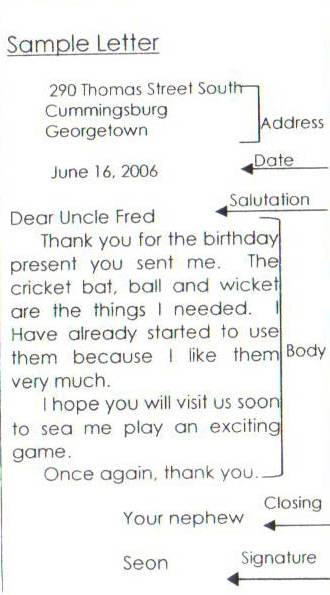 Sample Letter
290 Thomas Street South
Cummingsburg
Georgetown
Address
June 16, 2006
Date
Salutation
Dear Uncle Fred
Thank you for the birthday
present you sent me. The
cricket bat, ball and wicket
are the things I needed. I
Have already started to use
them because I like them
very much.
Body
I hope you will visit us soon
to sea me play an exciting
game.
Once again, thank you.
Closing
Your nephew
Seon
Signature